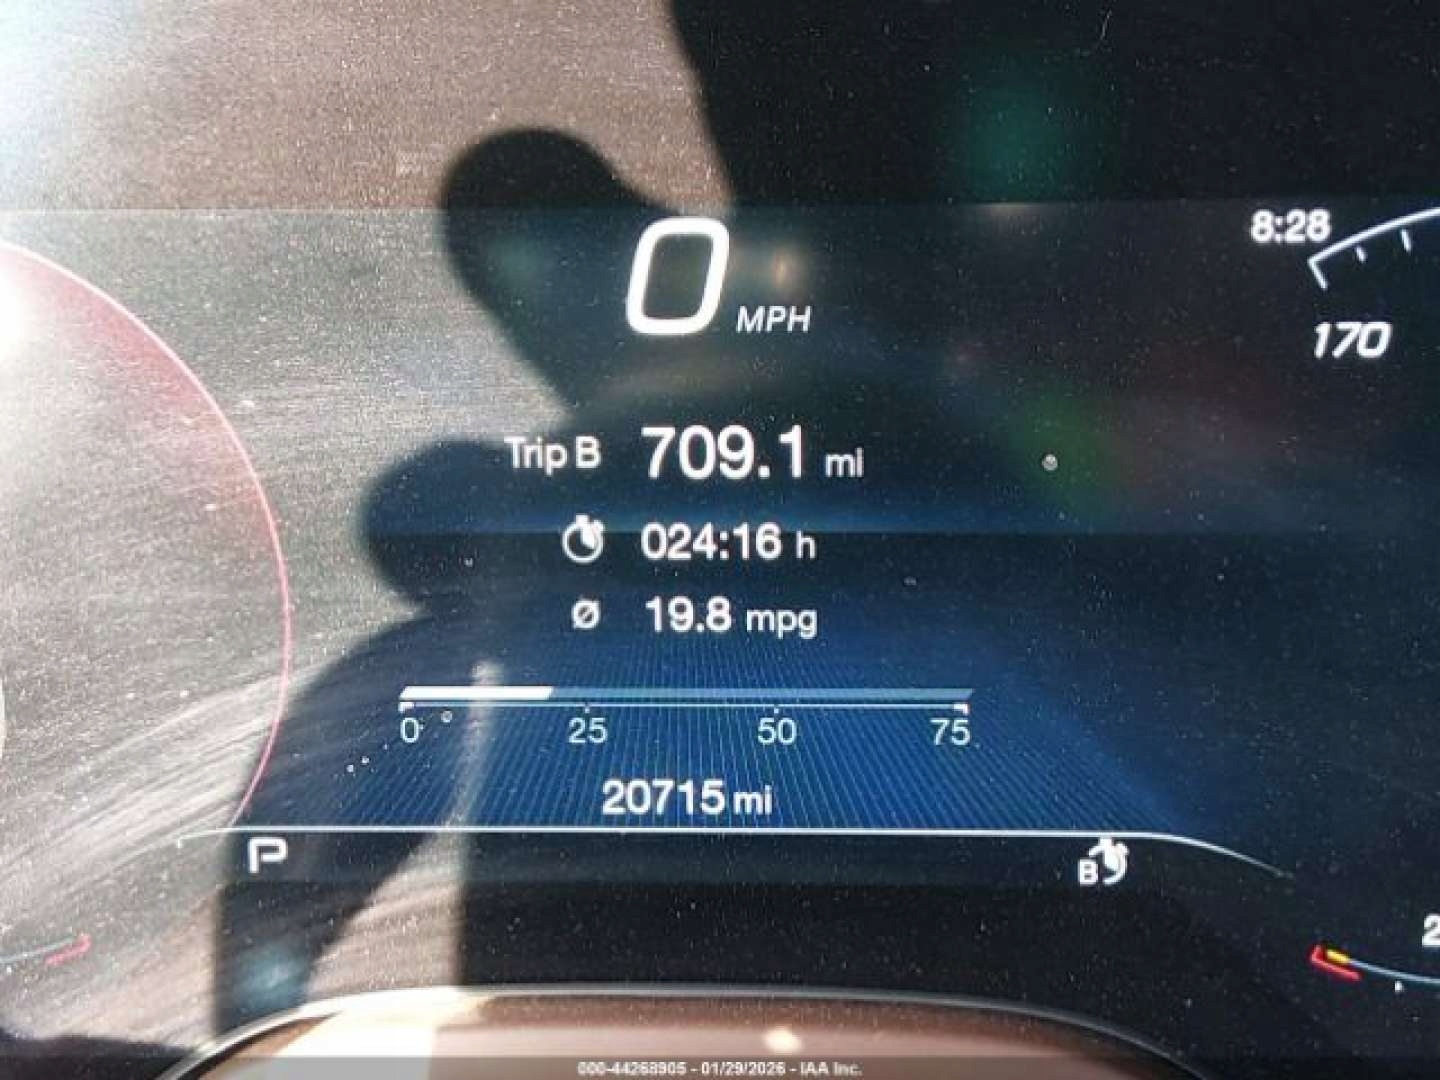 8:28
0 MPH
170
Trip B 709.1 mi
024:16 h
Ø 19.8 mpg
0 25 50 75
20715 mi
P
B
2
000-44268905 - 01/29/2026 - IAA Inc.